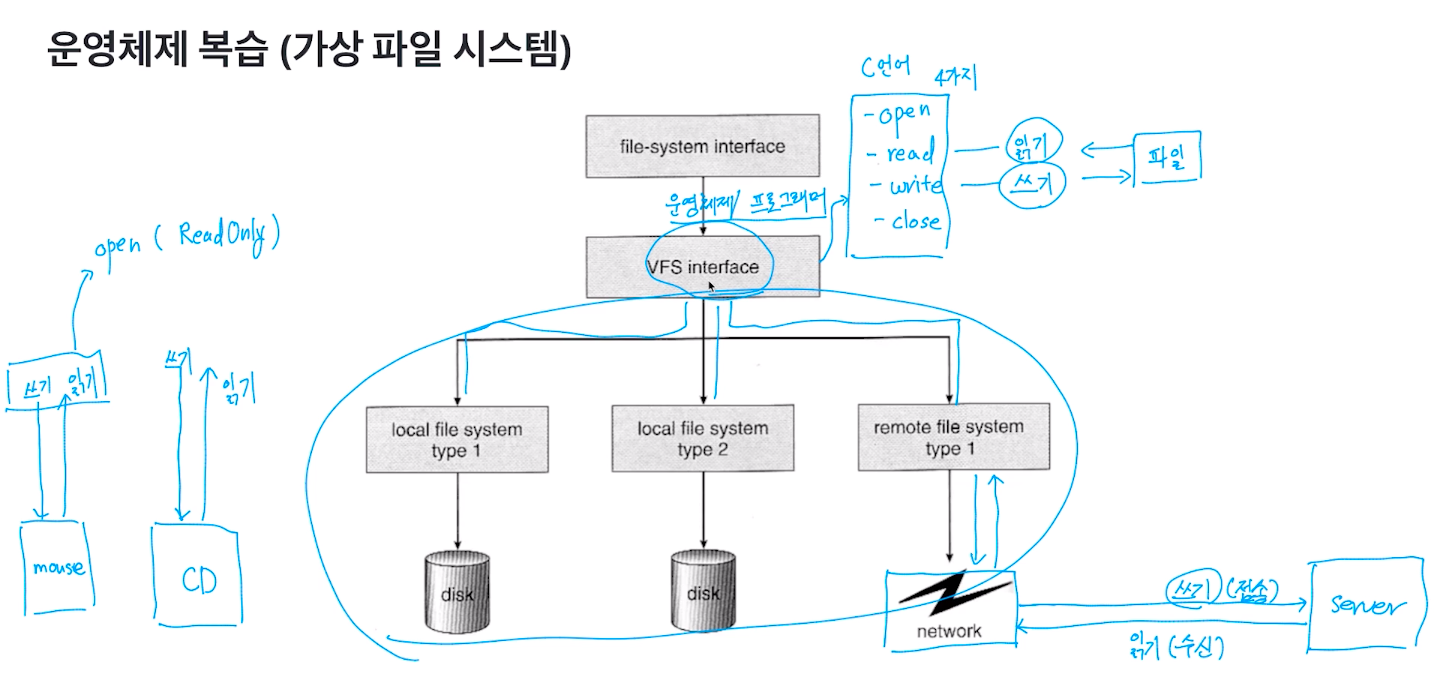 운영체제 복습 (가상 파일 시스템)
C언어 4가지
- open
- read
- write
- close
읽기
쓰기
파일
file-system interface
운영체제/ 프로그래머
VFS interface
open ( ReadOnly )
쓰기 읽기
mouse
쓰기
읽기
CD
local file system
type 1
local file system
type 2
remote file system
type 1
disk
disk
network
쓰기 (전송)
읽기 (수신)
server